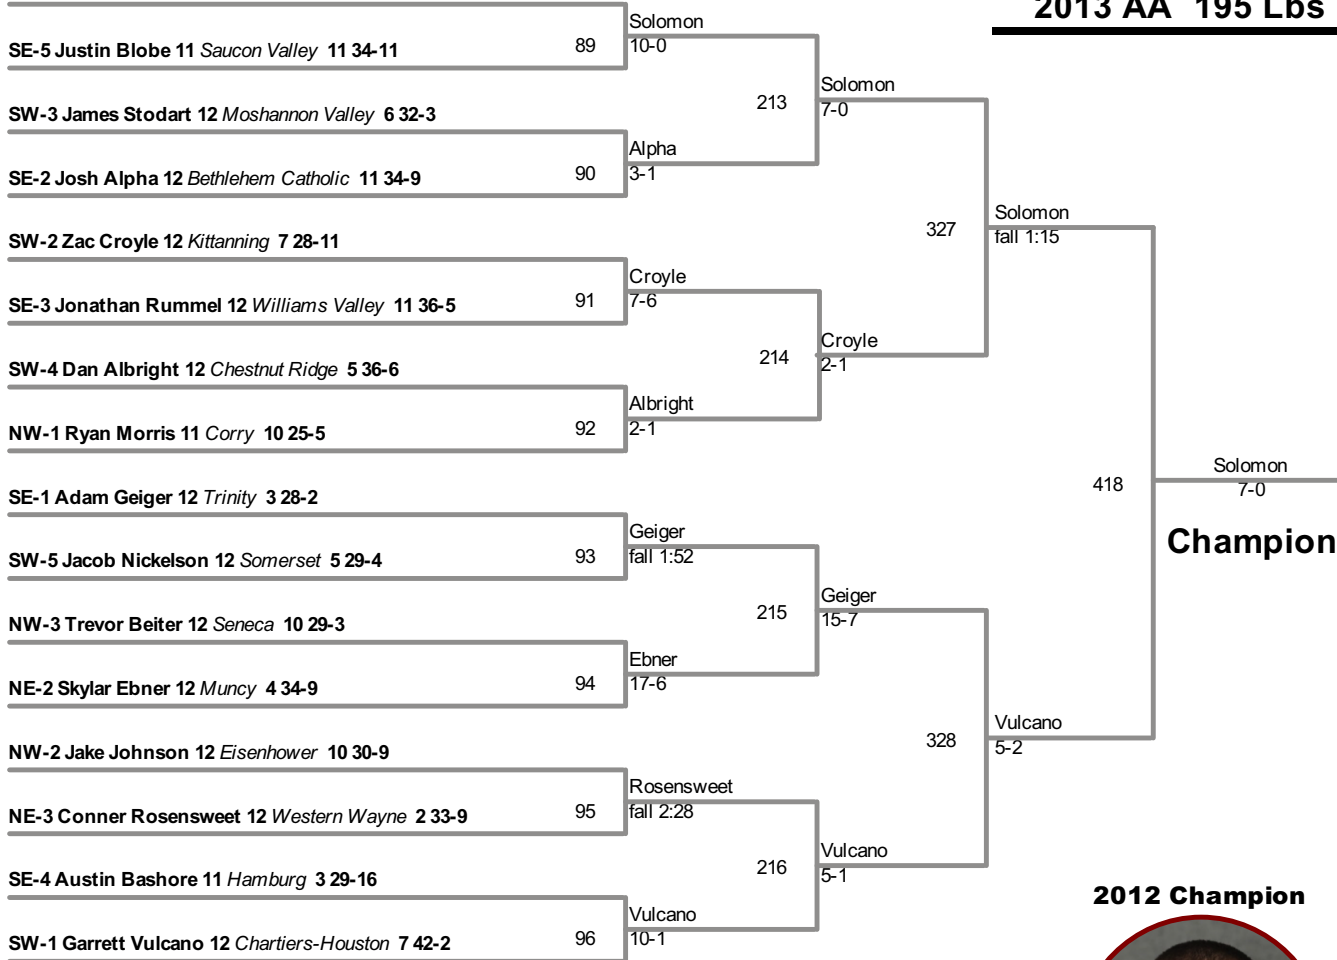 2013 AA 195 Lbs
Solomon
10-0
SE-5 Justin Blobe 11 Saucon Valley 11 34-11
89
Solomon
7-0
213
SW-3 James Stodart 12 Moshannon Valley 6 32-3
Alpha
3-1
SE-2 Josh Alpha 12 Bethlehem Catholic 11 34-9
90
Solomon
fall 1:15
327
SW-2 Zac Croyle 12 Kittanning 7 28-11
Croyle
7-6
SE-3 Jonathan Rummel 12 Williams Valley 11 36-5
91
Croyle
2-1
214
SW-4 Dan Albright 12 Chestnut Ridge 5 36-6
Albright
2-1
NW-1 Ryan Morris 11 Corry 10 25-5
92
Solomon
7-0
418
Champion
SE-1 Adam Geiger 12 Trinity 3 28-2
Geiger
fall 1:52
SW-5 Jacob Nickelson 12 Somerset 5 29-4
93
Geiger
15-7
215
NW-3 Trevor Beiter 12 Seneca 10 29-3
Ebner
17-6
NE-2 Skylar Ebner 12 Muncy 4 34-9
94
Vulcano
5-2
328
NW-2 Jake Johnson 12 Eisenhower 10 30-9
Rosensweet
fall 2:28
NE-3 Conner Rosensweet 12 Western Wayne 2 33-9
95
Vulcano
5-1
216
SE-4 Austin Bashore 11 Hamburg 3 29-16
Vulcano
10-1
SW-1 Garrett Vulcano 12 Chartiers-Houston 7 42-2
96
2012 Champion